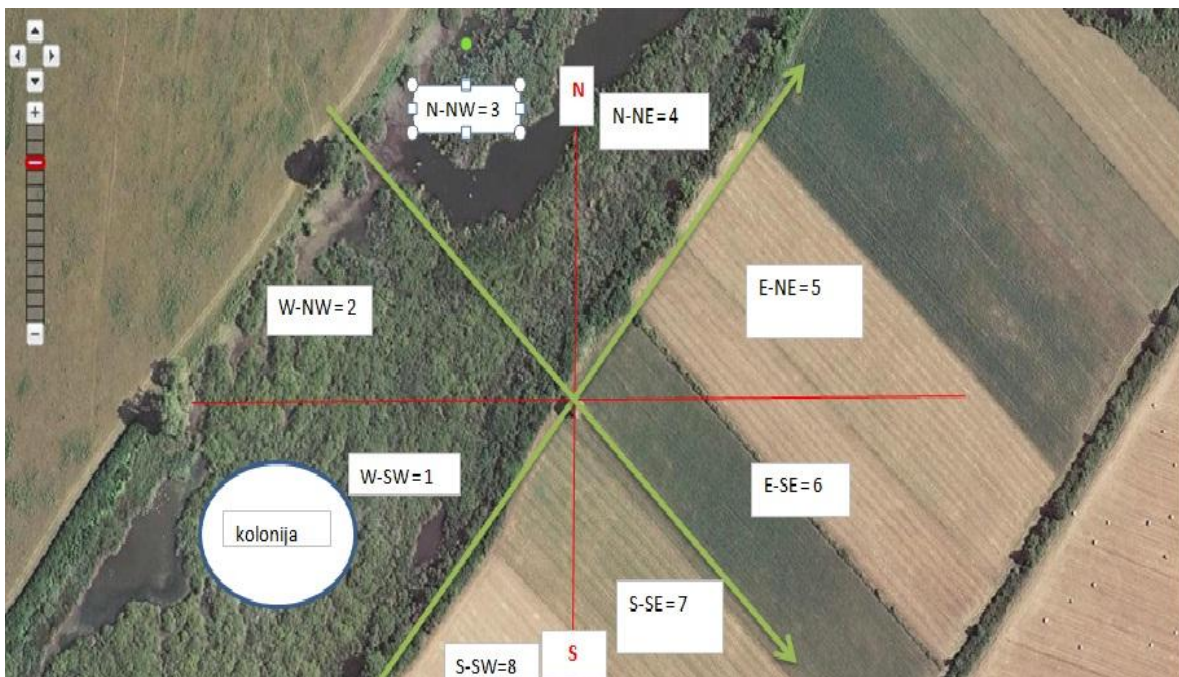 N-NW = 3
N
N-NE = 4
W-NW = 2
E-NE = 5
W-SW = 1
E-SE = 6
kolonija
S-SE = 7
S-SW=8
S